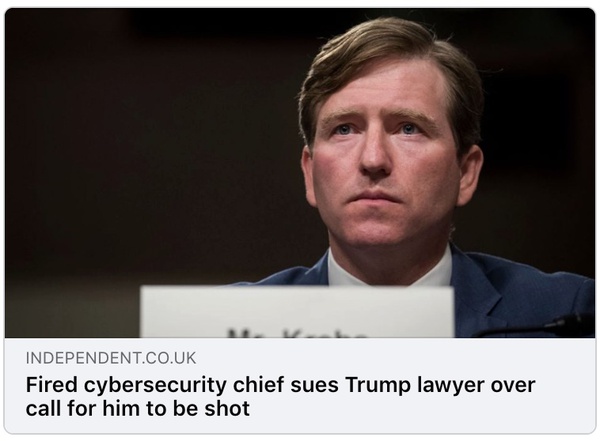 Mr. Krebs
INDEPENDENT.CO.UK
Fired cybersecurity chief sues Trump lawyer over
call for him to be shot